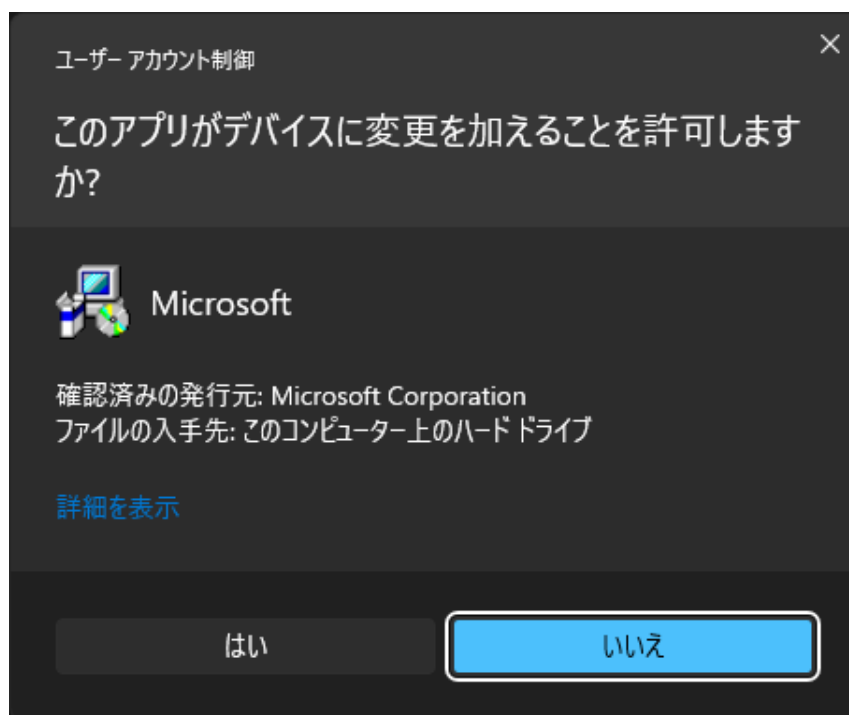 ユーザー アカウント制御
このアプリがデバイスに変更を加えることを許可します
か?
Microsoft
確認済みの発行元: Microsoft Corporation
ファイルの入手先: このコンピューター上のハード ドライブ
詳細を表示
はい
いいえ